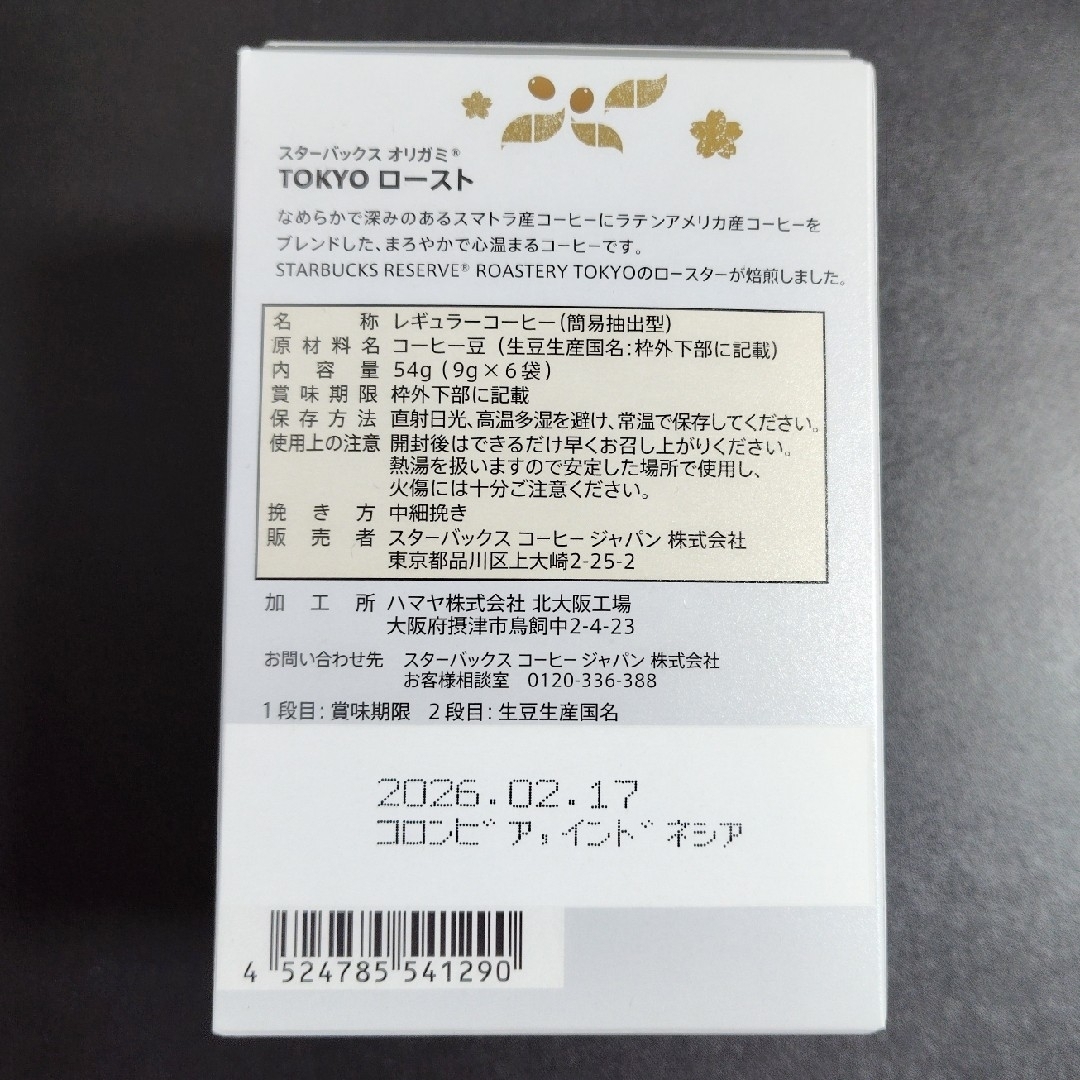 スターバックス オリガミ®
TOKYO ロースト
なめらかで深みのあるスマトラ産コーヒーにラテンアメリカ産コーヒーを
ブレンドした、まろやかで心温まるコーヒーです。
STARBUCKS RESERVE® ROASTERY TOKYOのロースターが焙煎しました。
名称 レギュラーコーヒー(簡易抽出型)
原材料名 コーヒー豆(生豆生産国名:枠外下部に記載)
内容量 54g(9g×6袋)
賞味期限 枠外下部に記載
保存方法 直射日光、高温多湿を避け、常温で保存してください。
使用上の注意 開封後はできるだけ早くお召し上がりください。
熱湯を扱いますので安定した場所で使用し、
火傷には十分ご注意ください。
挽き方 中細挽き
販売者 スターバックス コーヒー ジャパン 株式会社
東京都品川区上大崎2-25-2
加工所 ハマヤ株式会社 北大阪工場
大阪府摂津市鳥飼中2-4-23
お問い合わせ先 スターバックス コーヒー ジャパン 株式会社
お客様相談室 0120-336-388
1段目:賞味期限 2段目:生豆生産国名
2026.02.17
コロンビア,インドネシア
4 524785 541290